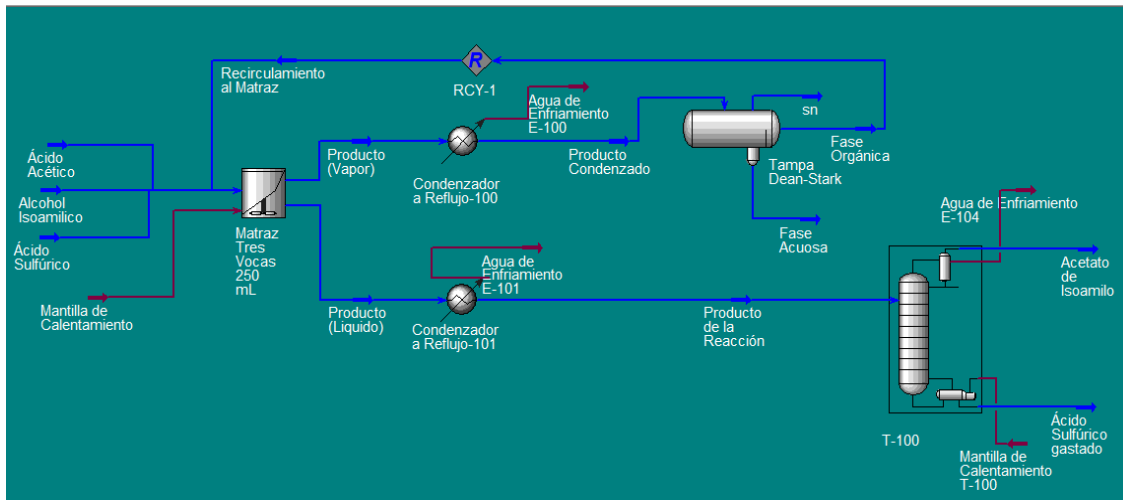 R
Recirculamiento
al Matraz
RCY-1
Agua de
Enfriamiento
E-100
sn
Ácido
Acético
Producto
(Vapor)
Producto
Condenzado
Fase
Orgánica
Tampa
Dean-Stark
Condenzador
a Reflujo-100
Alcohol
Isoamilico
Agua de Enfriamiento
E-104
Ácido
Sulfúrico
Matraz
Tres
Vocas
250
mL
Fase
Acuosa
Agua de
Enfriamiento
E-101
Acetato
de
Isoamilo
Mantilla de
Calentamiento
Producto
(Liquido)
Condenzador
a Reflujo-101
Producto
de la
Reacción
T-100
Ácido
Sulfúrico
gastado
Mantilla de
Calentamiento
T-100